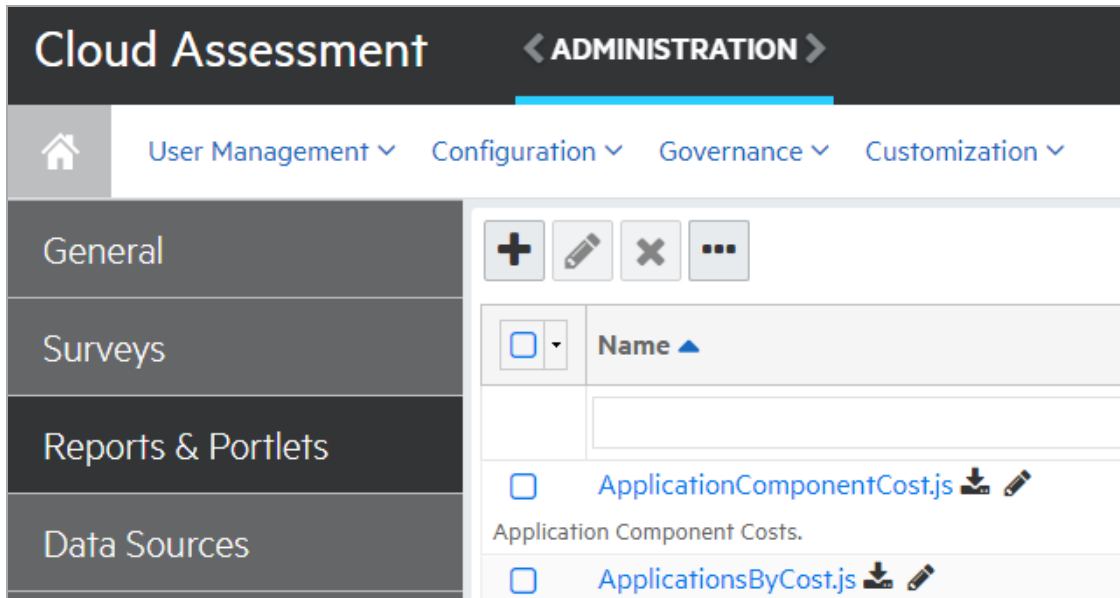 Cloud Assessment
ADMINISTRATION
User Management
Configuration
Governance
Customization
General
Surveys
Reports & Portlets
Data Sources
Name
ApplicationComponentCost.js
Application Component Costs.
ApplicationsByCost.js